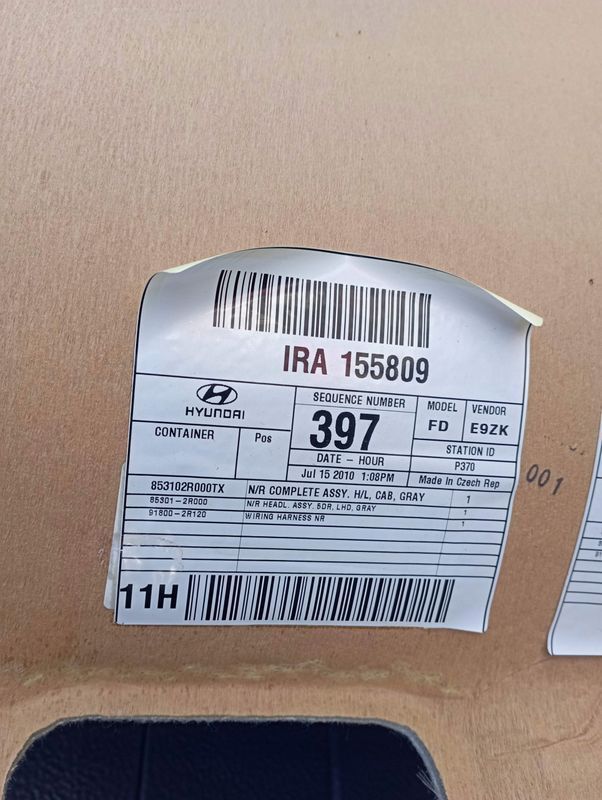 IRA 155809
HYUNDAI
SEQUENCE NUMBER
397
MODEL
FD
VENDOR
E9ZK
CONTAINER
Pos
DATE - HOUR
Jul 15 2010 1:08PM
STATION ID
P370
Made In Czech Rep
853102R000TX N/R COMPLETE ASSY. H/L, CAB, GRAY 1
85301-2R000 N/R HEADL. ASSY. 5DR, LHD, GRAY 1
91800-2R120 WIRING HARNESS NR 1
11H
001